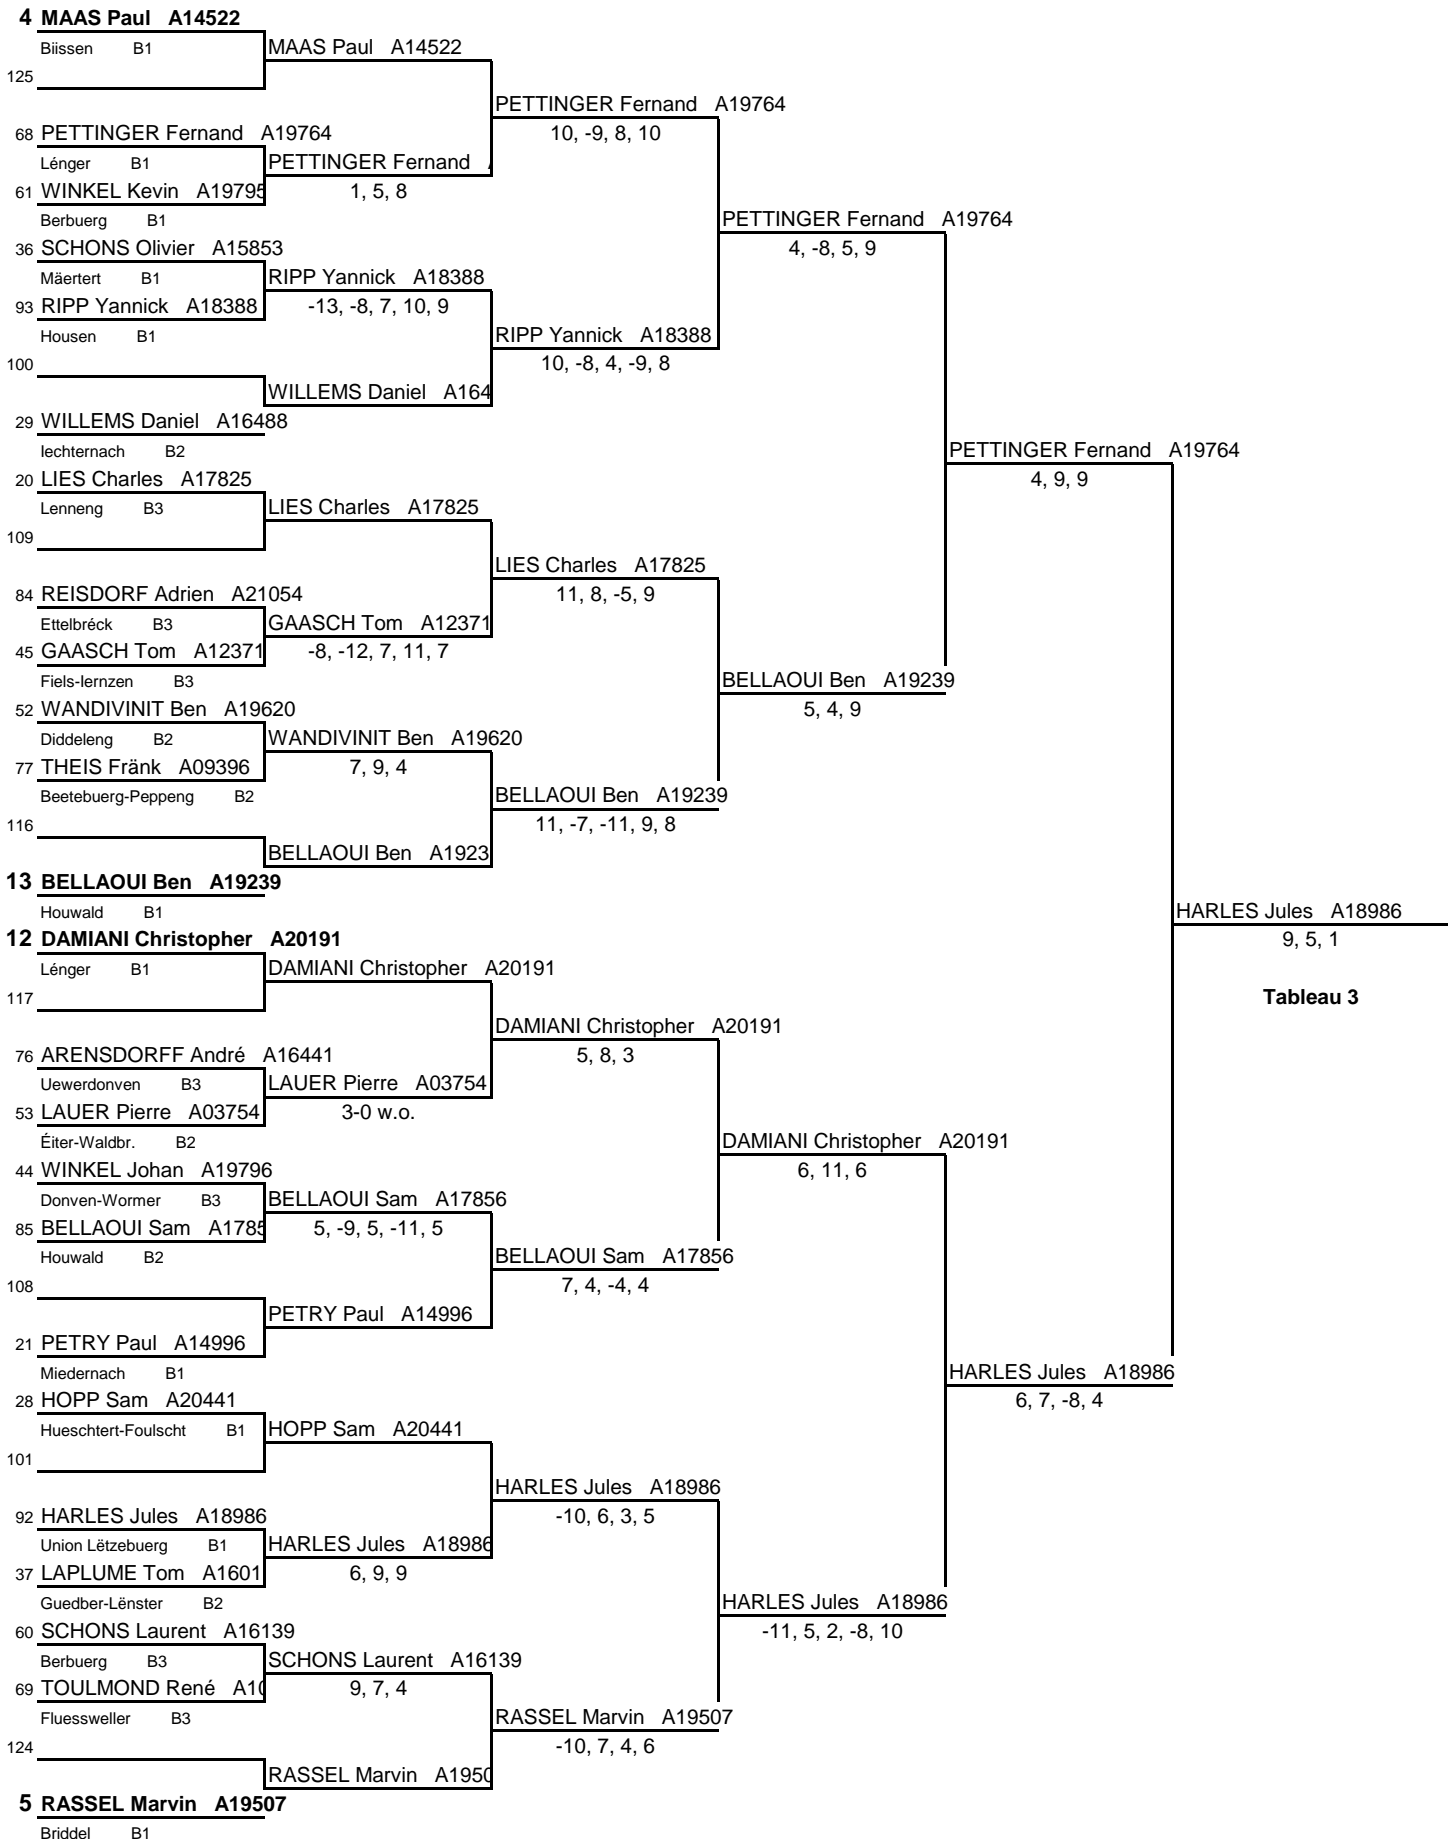 4 MAAS Paul A14522
Biissen B1
MAAS Paul A14522
125
PETTINGER Fernand A19764
10, -9, 8, 10
68 PETTINGER Fernand A19764
Lénger B1
PETTINGER Fernand
61 WINKEL Kevin A19795
1, 5, 8
Berbuerg B1
PETTINGER Fernand A19764
4, -8, 5, 9
36 SCHONS Olivier A15853
Mäertert B1
RIPP Yannick A18388
93 RIPP Yannick A18388
-13, -8, 7, 10, 9
Housen B1
RIPP Yannick A18388
10, -8, 4, -9, 8
100
WILLEMS Daniel A164
29 WILLEMS Daniel A16488
Iechternach B2
PETTINGER Fernand A19764
4, 9, 9
20 LIES Charles A17825
Lenneng B3
LIES Charles A17825
109
LIES Charles A17825
11, 8, -5, 9
84 REISDORF Adrien A21054
Ettelbréck B3
GAASCH Tom A12371
45 GAASCH Tom A12371
-8, -12, 7, 11, 7
Fiels-Iernzen B3
BELLAOUI Ben A19239
5, 4, 9
52 WANDIVINIT Ben A19620
Diddeleng B2
WANDIVINIT Ben A19620
77 THEIS Fränk A09396
7, 9, 4
Beetebuerg-Peppeng B2
BELLAOUI Ben A19239
11, -7, -11, 9, 8
116
BELLAOUI Ben A1923
13 BELLAOUI Ben A19239
Houwald B1
HARLES Jules A18986
9, 5, 1
12 DAMIANI Christopher A20191
Lénger B1
DAMIANI Christopher A20191
117
Tableau 3
DAMIANI Christopher A20191
5, 8, 3
76 ARENSDORFF André A16441
Uewerdonven B3
LAUER Pierre A03754
53 LAUER Pierre A03754
3-0 w.o.
Éiter-Waldbr. B2
DAMIANI Christopher A20191
6, 11, 6
44 WINKEL Johan A19796
Donven-Wormer B3
BELLAOUI Sam A17856
85 BELLAOUI Sam A1785
5, -9, 5, -11, 5
Houwald B2
BELLAOUI Sam A17856
7, 4, -4, 4
108
PETRY Paul A14996
21 PETRY Paul A14996
Miedernach B1
HARLES Jules A18986
6, 7, -8, 4
28 HOPP Sam A20441
Hueschtert-Foulscht B1
HOPP Sam A20441
101
HARLES Jules A18986
-10, 6, 3, 5
92 HARLES Jules A18986
Union Lëtzebuerg B1
HARLES Jules A18986
37 LAPLUME Tom A1601
6, 9, 9
Guedber-Lënster B2
HARLES Jules A18986
-11, 5, 2, -8, 10
60 SCHONS Laurent A16139
Berbuerg B3
SCHONS Laurent A16139
69 TOULMOND René A10
9, 7, 4
Fluessweller B3
RASSEL Marvin A19507
-10, 7, 4, 6
124
RASSEL Marvin A1950
5 RASSEL Marvin A19507
Briddel B1